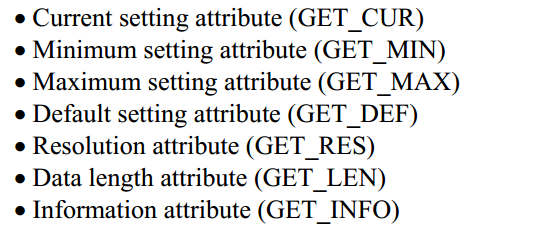 • Current setting attribute (GET_CUR)
• Minimum setting attribute (GET_MIN)
• Maximum setting attribute (GET_MAX)
• Default setting attribute (GET_DEF)
• Resolution attribute (GET_RES)
• Data length attribute (GET_LEN)
• Information attribute (GET_INFO)